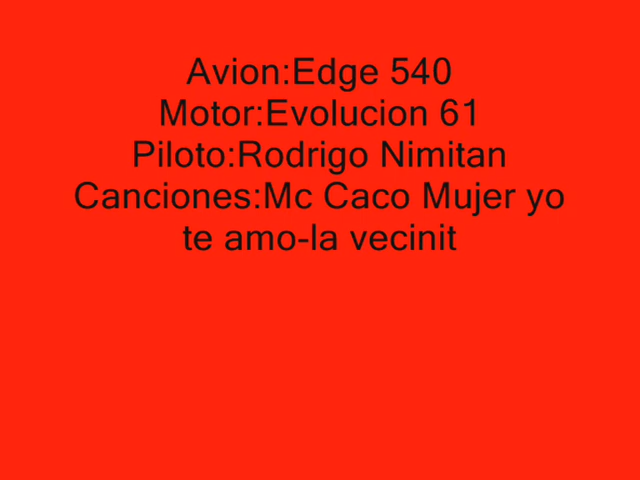 Avion:Edge 540
Motor:Evolucion 61
Piloto:Rodrigo Nimitan
Canciones:Mc Caco Mujer yo
te amo-la vecinit